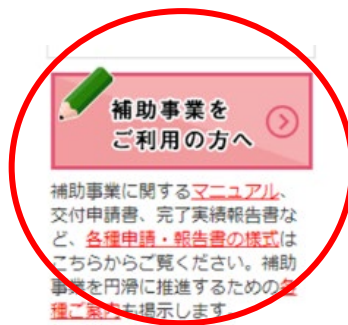 補助事業を
ご利用の方へ
補助事業に関するマニュアル、
交付申請書、完了実績報告書な
ど、各種申請・報告書の様式は
こちらからご覧ください。補助
事業を円滑に推進するための各
種ご案内も掲示します。